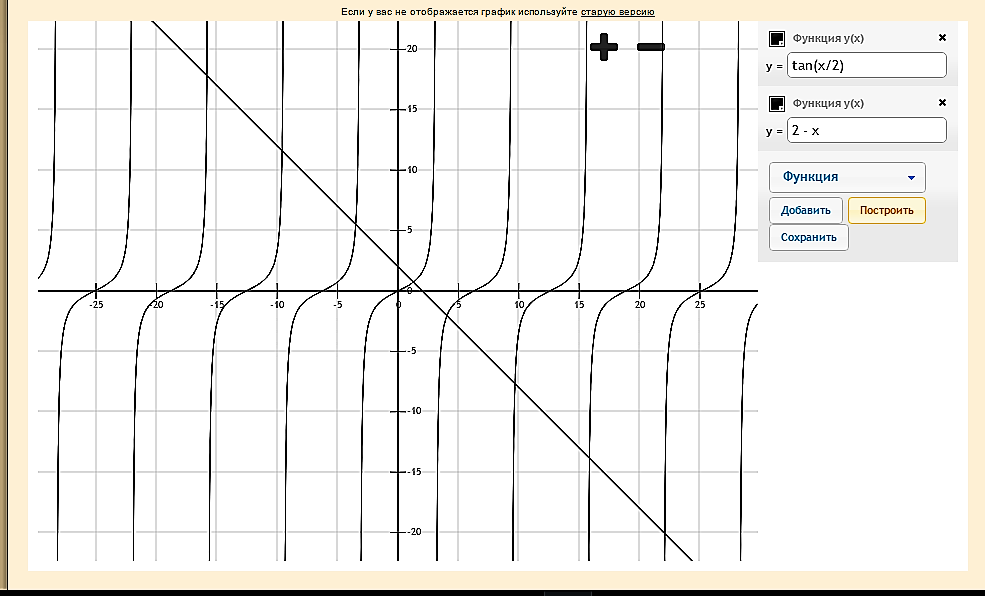 Если у вас не отображается график используйте старую версию
Функция y(x)
y = tan(x/2)
Функция y(x)
y = 2 - x
Функция
Добавить Построить
Сохранить
20
15
10
5
-25 -20 -15 -10 -5 0 0 5 10 15 20 25
-5
-10
-15
-20